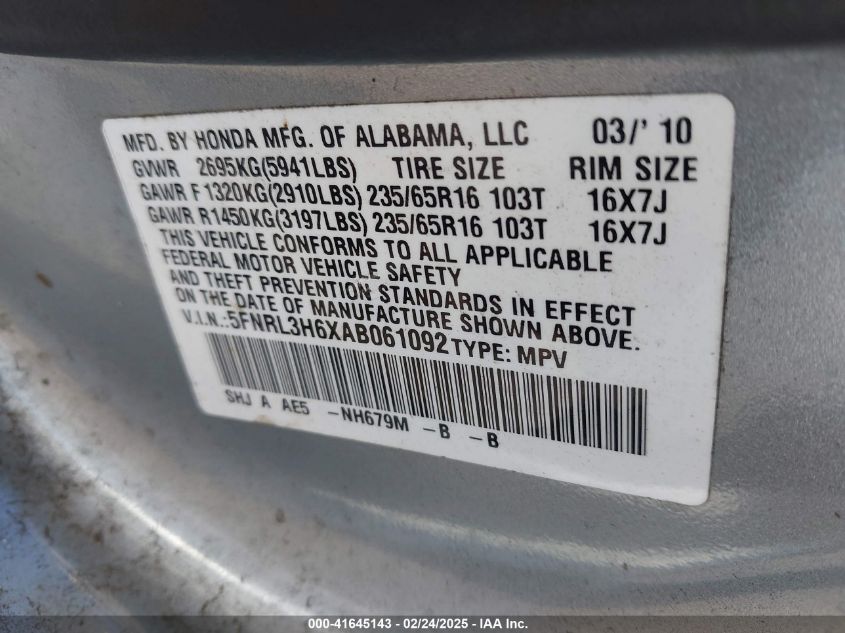 MFD. BY HONDA MFG. OF ALABAMA, LLC 03/' 10
GVWR 2695KG(5941LBS) TIRE SIZE RIM SIZE
GAWR F1320KG(2910LBS) 235/65R16 103T 16X7J
GAWR R1450KG(3197LBS) 235/65R16 103T 16X7J
THIS VEHICLE CONFORMS TO ALL APPLICABLE
FEDERAL MOTOR VEHICLE SAFETY
AND THEFT PREVENTION STANDARDS IN EFFECT
ON THE DATE OF MANUFACTURE SHOWN ABOVE.
V.I.N.:5FNRL3H6XAB061092 TYPE: MPV
SHJ A AE5 -NH679M -B -B
000-41645143 - 02/24/2025 - IAA Inc.